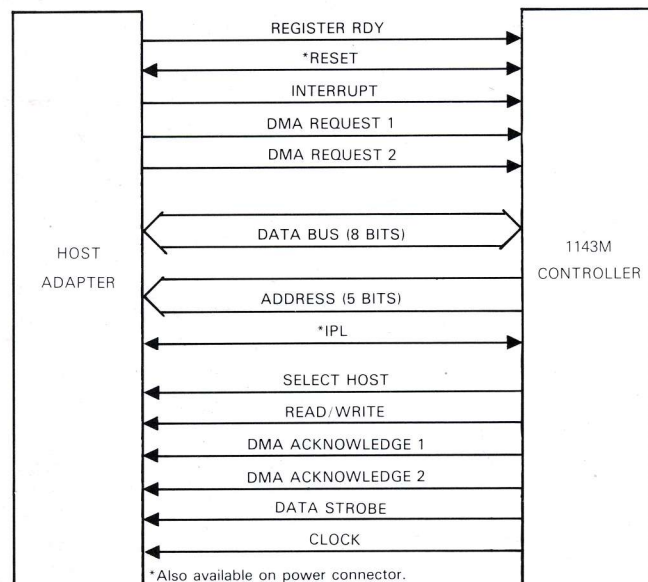 REGISTER RDY
*RESET
INTERRUPT
DMA REQUEST 1
DMA REQUEST 2
DATA BUS (8 BITS)
HOST
ADAPTER
1143M
CONTROLLER
ADDRESS (5 BITS)
*IPL
SELECT HOST
READ/WRITE
DMA ACKNOWLEDGE 1
DMA ACKNOWLEDGE 2
DATA STROBE
CLOCK
*Also available on power connector.